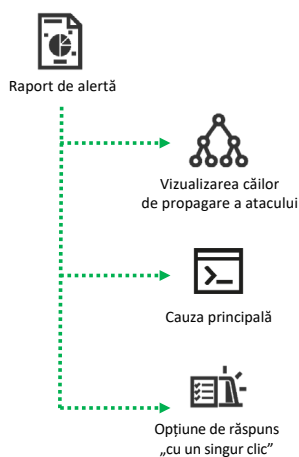 Raport de alertă
Vizualizarea căilor
de propagare a atacului
Cauza principală
Opțiune de răspuns
„cu un singur clic”